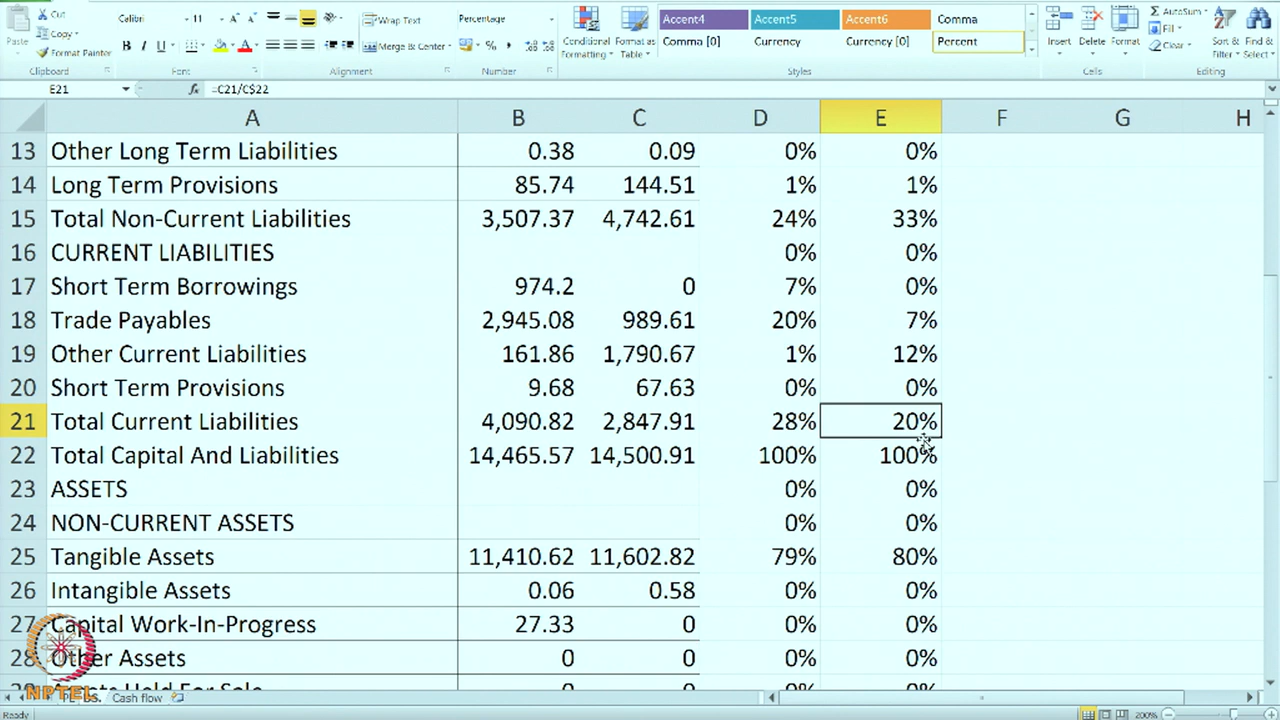 Cut
Copy
Format Painter
Paste
Clipboard
Calibri 11
B I U
Font
Wrap Text
Merge & Center
Alignment
Percentage
%
Number
Conditional Formatting
Format as Table
Accent4 Accent5 Accent6 Comma
Comma [0] Currency Currency [0] Percent
Styles
Insert Delete Format
Cells
AutoSum
Fill
Clear
Sort & Filter
Find & Select
Editing
E21 fx =C21/C$22
A B C D E F G H
13 Other Long Term Liabilities 0.38 0.09 0% 0%
14 Long Term Provisions 85.74 144.51 1% 1%
15 Total Non-Current Liabilities 3,507.37 4,742.61 24% 33%
16 CURRENT LIABILITIES 0% 0%
17 Short Term Borrowings 974.2 0 7% 0%
18 Trade Payables 2,945.08 989.61 20% 7%
19 Other Current Liabilities 161.86 1,790.67 1% 12%
20 Short Term Provisions 9.68 67.63 0% 0%
21 Total Current Liabilities 4,090.82 2,847.91 28% 20%
22 Total Capital And Liabilities 14,465.57 14,500.91 100% 100%
23 ASSETS 0% 0%
24 NON-CURRENT ASSETS 0% 0%
25 Tangible Assets 11,410.62 11,602.82 79% 80%
26 Intangible Assets 0.06 0.58 0% 0%
27 Capital Work-In-Progress 27.33 0 0% 0%
28 Other Assets 0 0 0% 0%
Held For Sale 0 0 0% 0%
NPTEL
Cash flow
Ready 200%